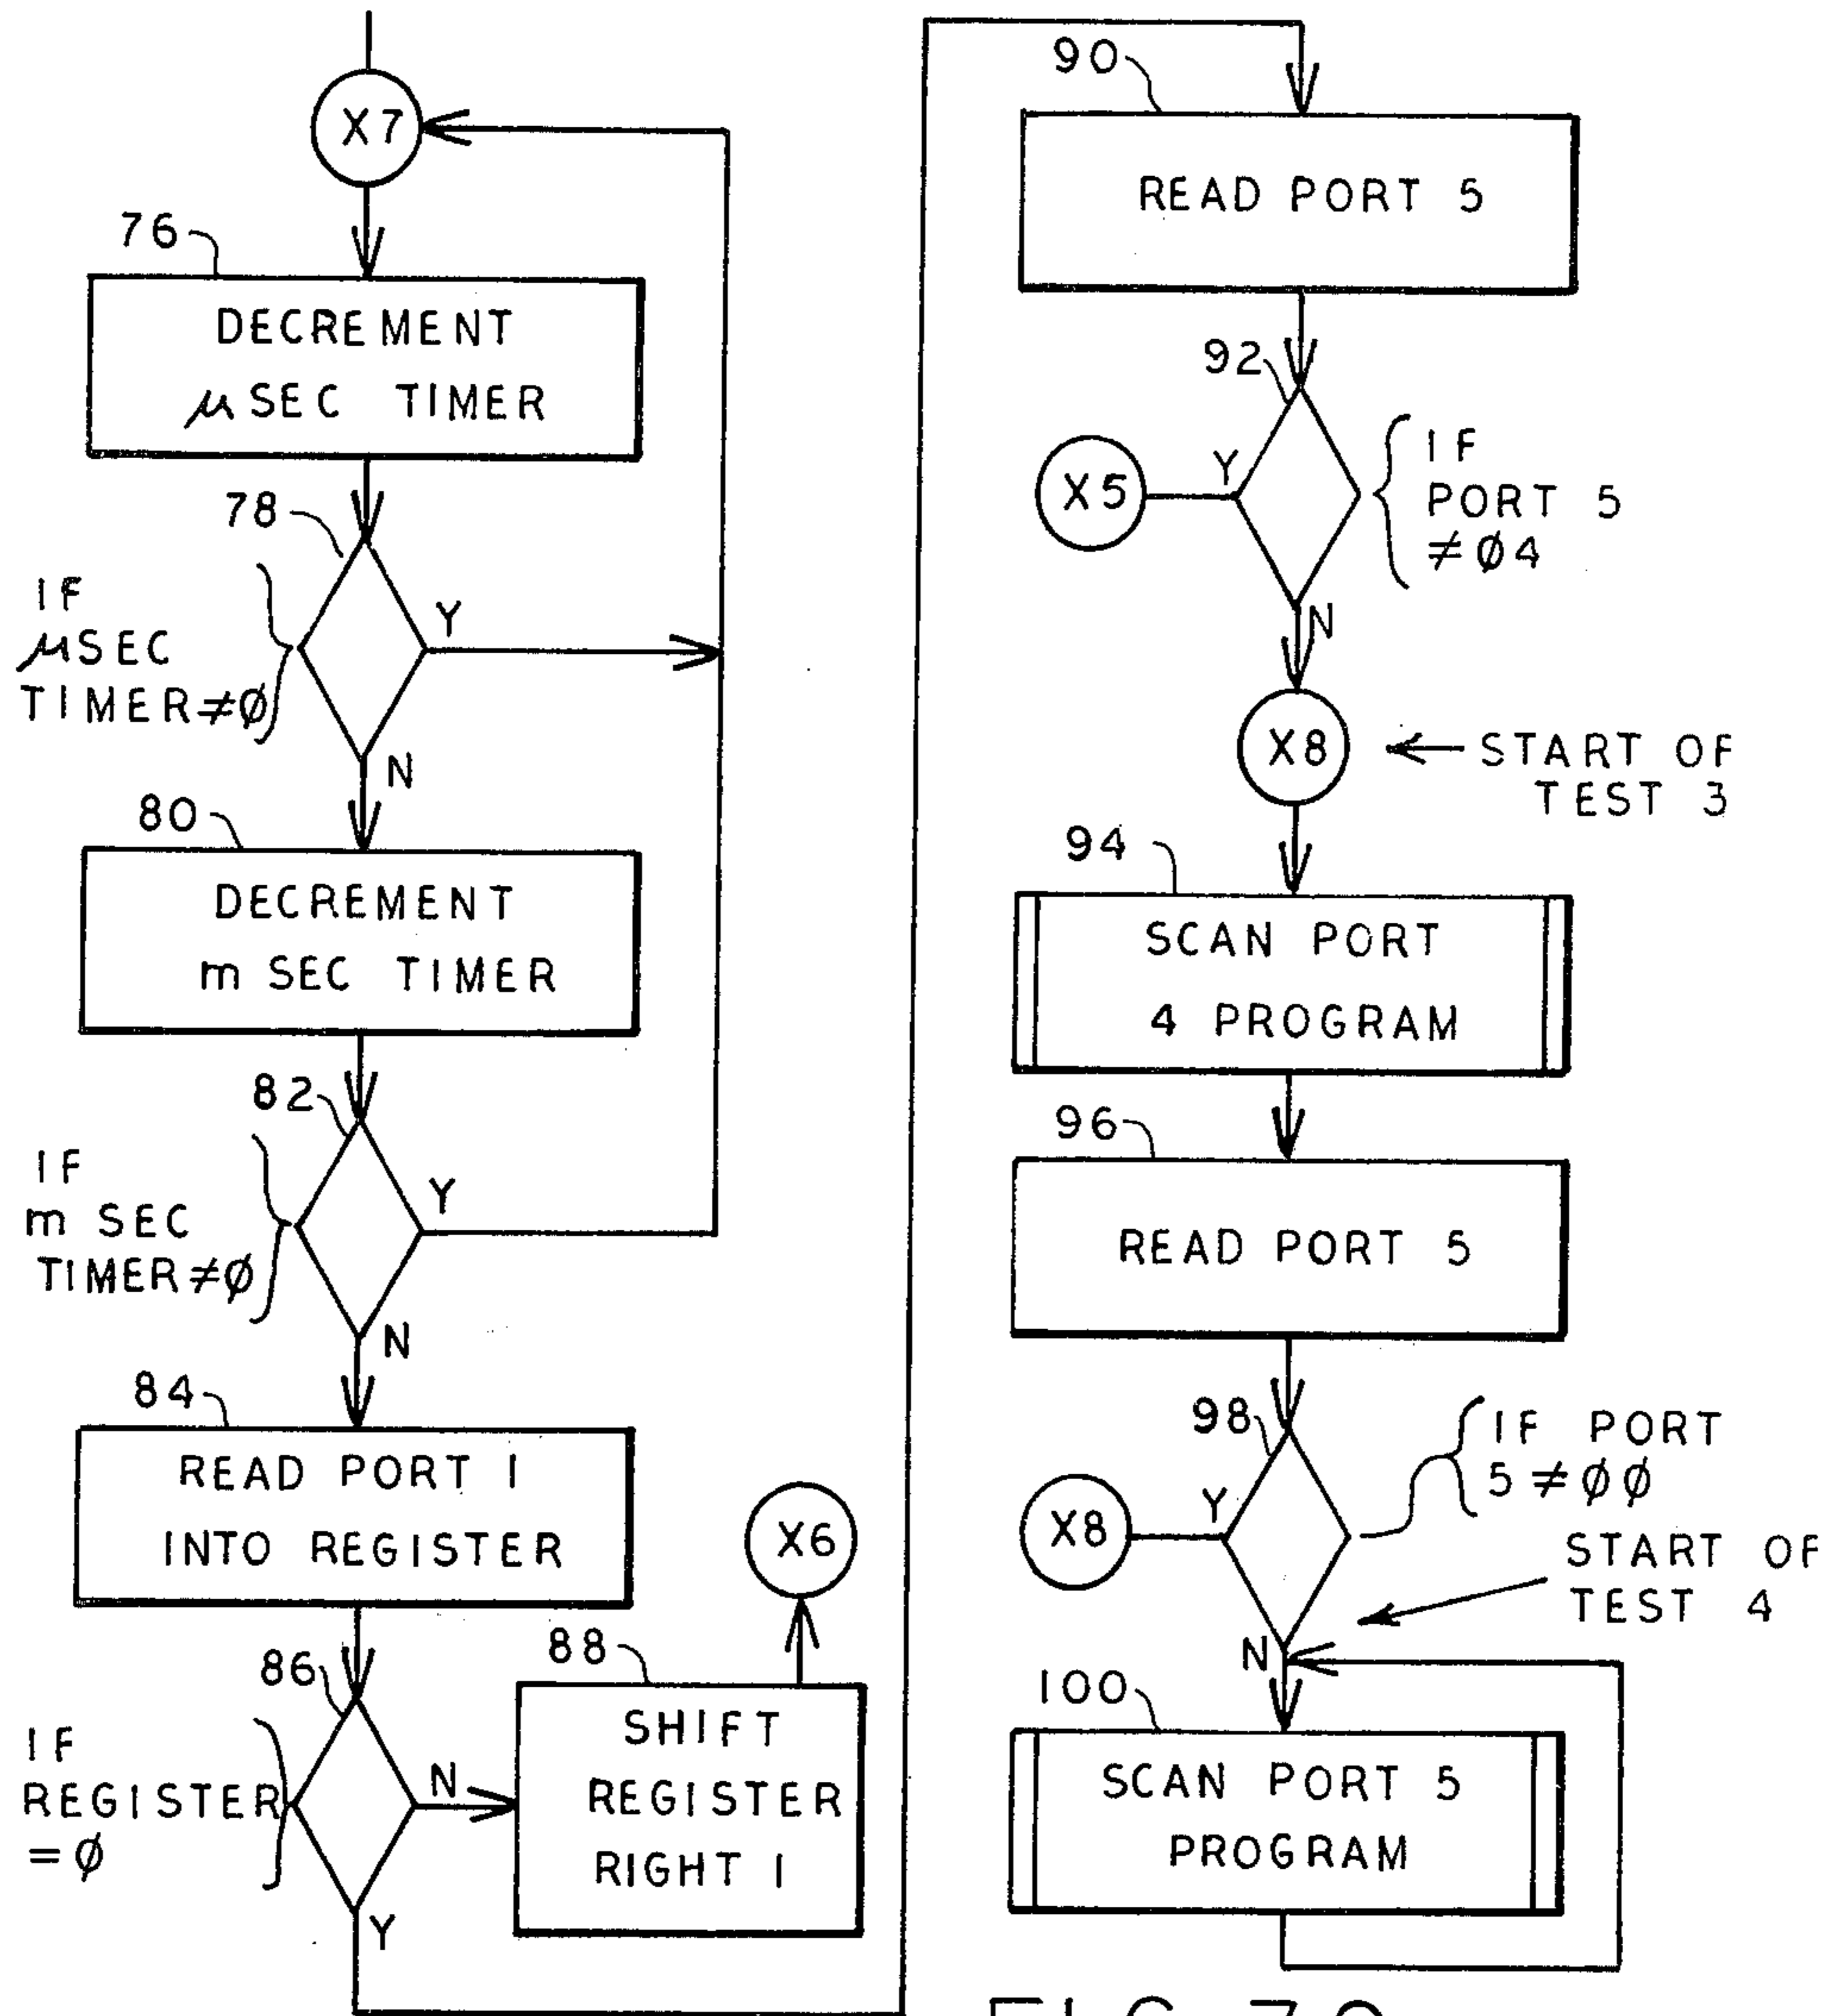 X7
76
DECREMENT
μSEC TIMER
78
IF
μSEC
TIMER≠Ø
Y
N
80
DECREMENT
m SEC TIMER
82
IF
m SEC
TIMER≠Ø
Y
N
84
READ PORT 1
INTO REGISTER
86
IF
REGISTER
=Ø
N
Y
88
SHIFT
REGISTER
RIGHT 1
X6
90
READ PORT 5
92
IF
PORT 5
≠Ø4
Y
X5
N
X8
START OF
TEST 3
94
SCAN PORT
4 PROGRAM
96
READ PORT 5
98
IF PORT
5≠ØØ
Y
X8
START OF
TEST 4
N
100
SCAN PORT 5
PROGRAM